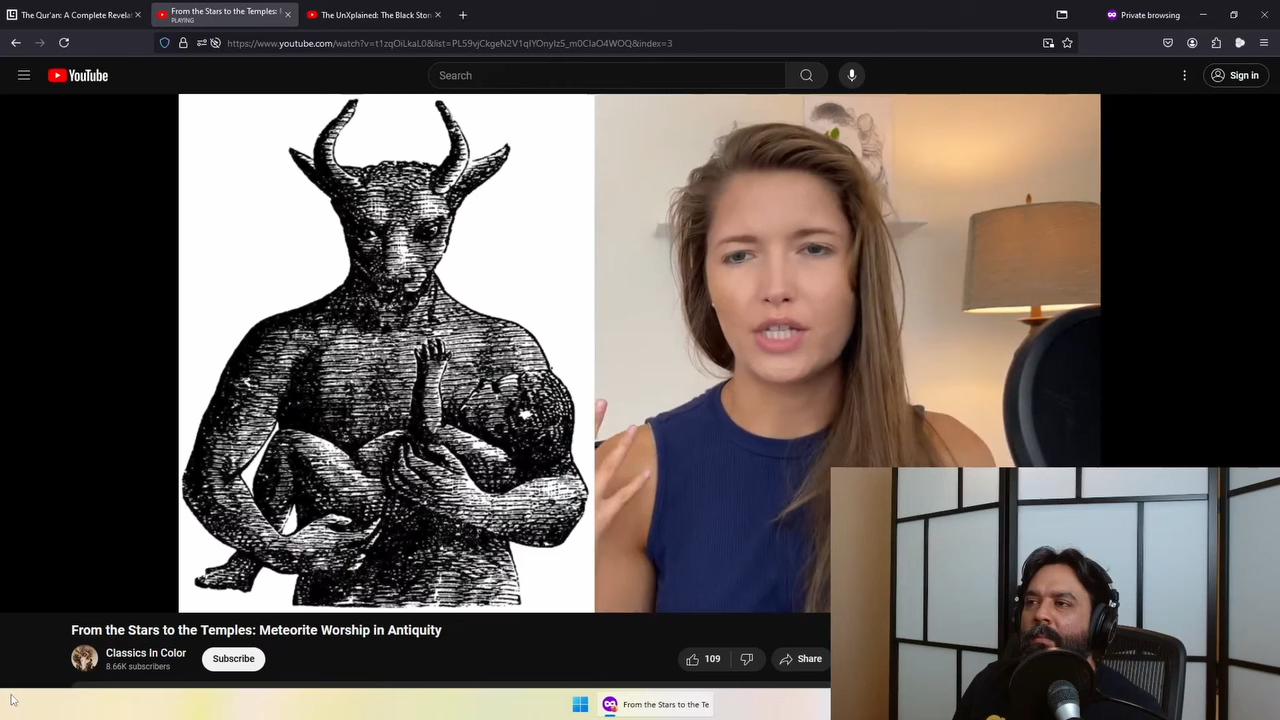 The Qur'an: A Complete Revelat
From the Stars to the Temples: M
PLAYING
The UnXplained: The Black Ston
Private browsing
https://www.youtube.com/watch?v=t1zqOiLkaL0&list=PL59vjCkgeN2V1qIYOnyIz5_m0ClaO4WOQ&index=3
YouTube
Search
Sign in
From the Stars to the Temples: Meteorite Worship in Antiquity
Classics In Color
8.66K subscribers
Subscribe
109
Share
From the Stars to the Te